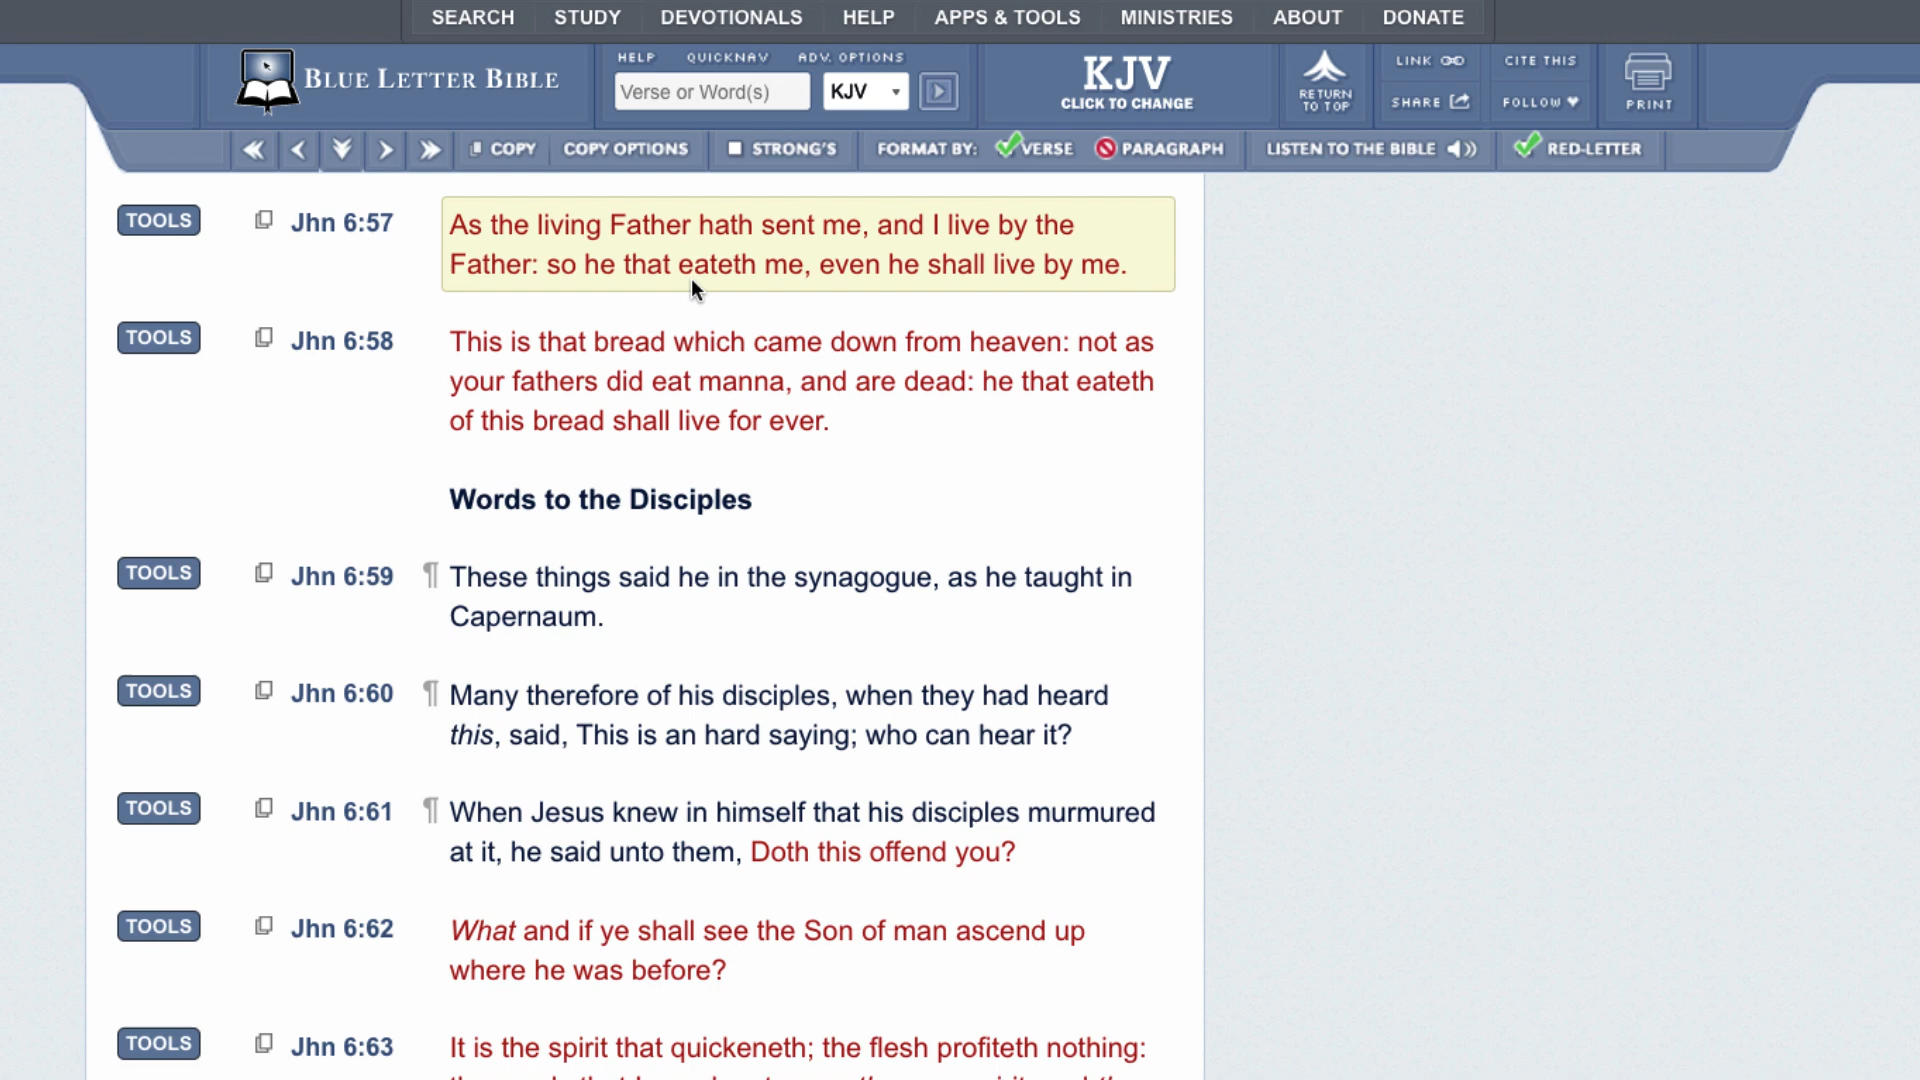 SEARCH STUDY DEVOTIONALS HELP APPS & TOOLS MINISTRIES ABOUT DONATE
BLUE LETTER BIBLE
HELP QUICKNAV ADV. OPTIONS
Verse or Word(s) KJV
KJV
CLICK TO CHANGE
RETURN
TO TOP
LINK
SHARE
CITE THIS
FOLLOW
PRINT
COPY COPY OPTIONS STRONG'S FORMAT BY: VERSE PARAGRAPH LISTEN TO THE BIBLE RED-LETTER
TOOLS Jhn 6:57 As the living Father hath sent me, and I live by the
Father: so he that eateth me, even he shall live by me.
TOOLS Jhn 6:58 This is that bread which came down from heaven: not as
your fathers did eat manna, and are dead: he that eateth
of this bread shall live for ever.
Words to the Disciples
TOOLS Jhn 6:59 ¶ These things said he in the synagogue, as he taught in
Capernaum.
TOOLS Jhn 6:60 ¶ Many therefore of his disciples, when they had heard
this, said, This is an hard saying; who can hear it?
TOOLS Jhn 6:61 ¶ When Jesus knew in himself that his disciples murmured
at it, he said unto them, Doth this offend you?
TOOLS Jhn 6:62 What and if ye shall see the Son of man ascend up
where he was before?
TOOLS Jhn 6:63 It is the spirit that quickeneth; the flesh profiteth nothing: